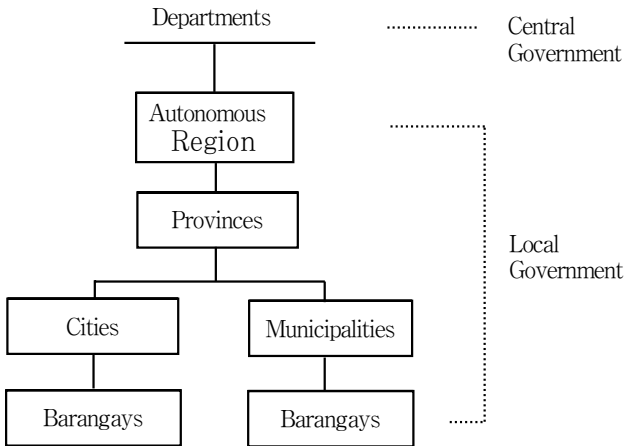 Departments
Central
Government
Autonomous
Region
Provinces
Local
Government
Cities
Municipalities
Barangays
Barangays